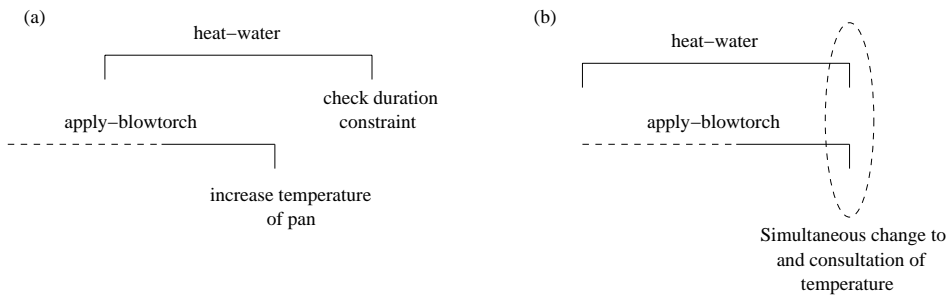 (a)
heat−water
check duration
constraint
apply−blowtorch
increase temperature
of pan
(b)
heat−water
apply−blowtorch
Simultaneous change to
and consultation of
temperature